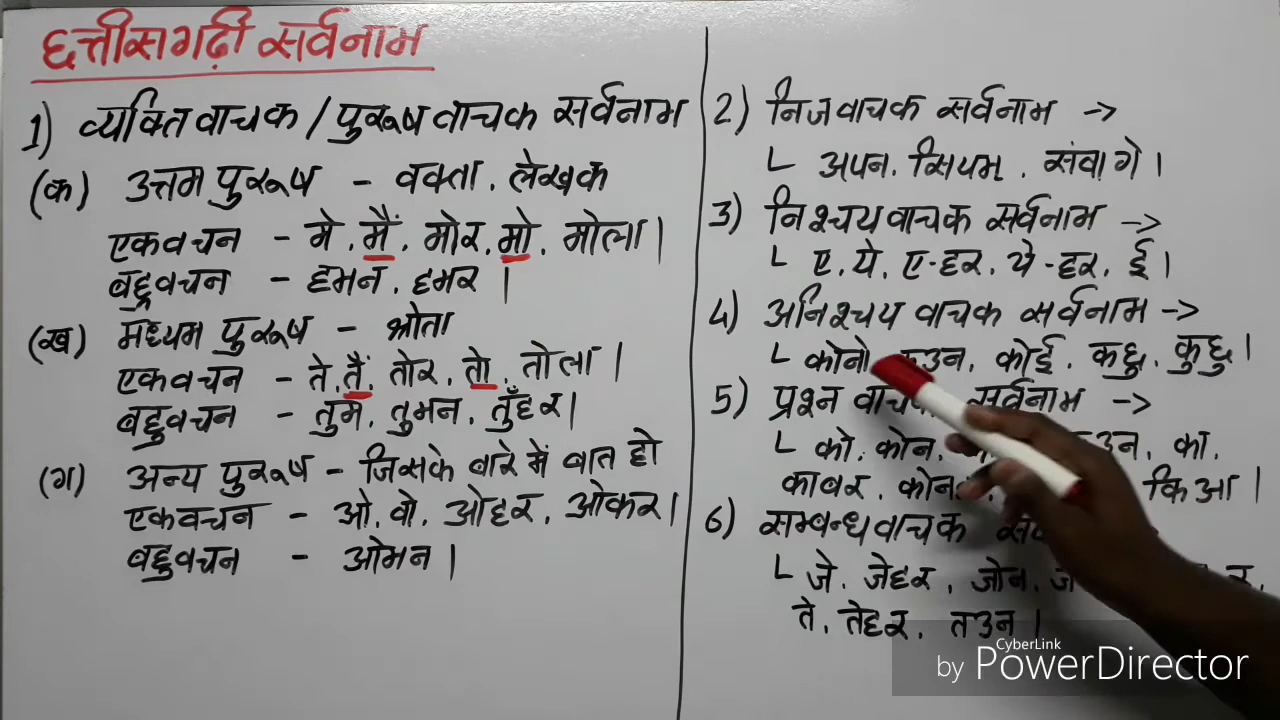 छत्तीसगढ़ी सर्वनाम
1) व्यक्तिवाचक / पुरूषवाचक सर्वनाम
(क) उत्तम पुरूष - वक्ता, लेखक
एकवचन - मे, मैं, मोर, मो, मोला।
बहुवचन - हमन, हमर।
(ख) मध्यम पुरूष - श्रोता
एकवचन - ते, तैं, तोर, तो, तोला।
बहुवचन - तुम, तुमन, तुँहर।
(ग) अन्य पुरूष - जिसके बारे में बात हो
एकवचन - ओ, वो, ओहर, ओकर।
बहुवचन - ओमन।
2) निजवाचक सर्वनाम ->
अपन, सियम, संवागे।
3) निश्चयवाचक सर्वनाम ->
ए, ये, ए-हर, ये-हर, ई।
4) अनिश्चय वाचक सर्वनाम ->
कोनो, कोई, कछु, कुछु।
5) प्रश्न सर्वनाम ->
को, कोन, का,
काबर, किआ।
6) सम्बन्धवाचक
जे, जेहर, जोन,
ते, तेहर, तउन।
CyberLink
by PowerDirector